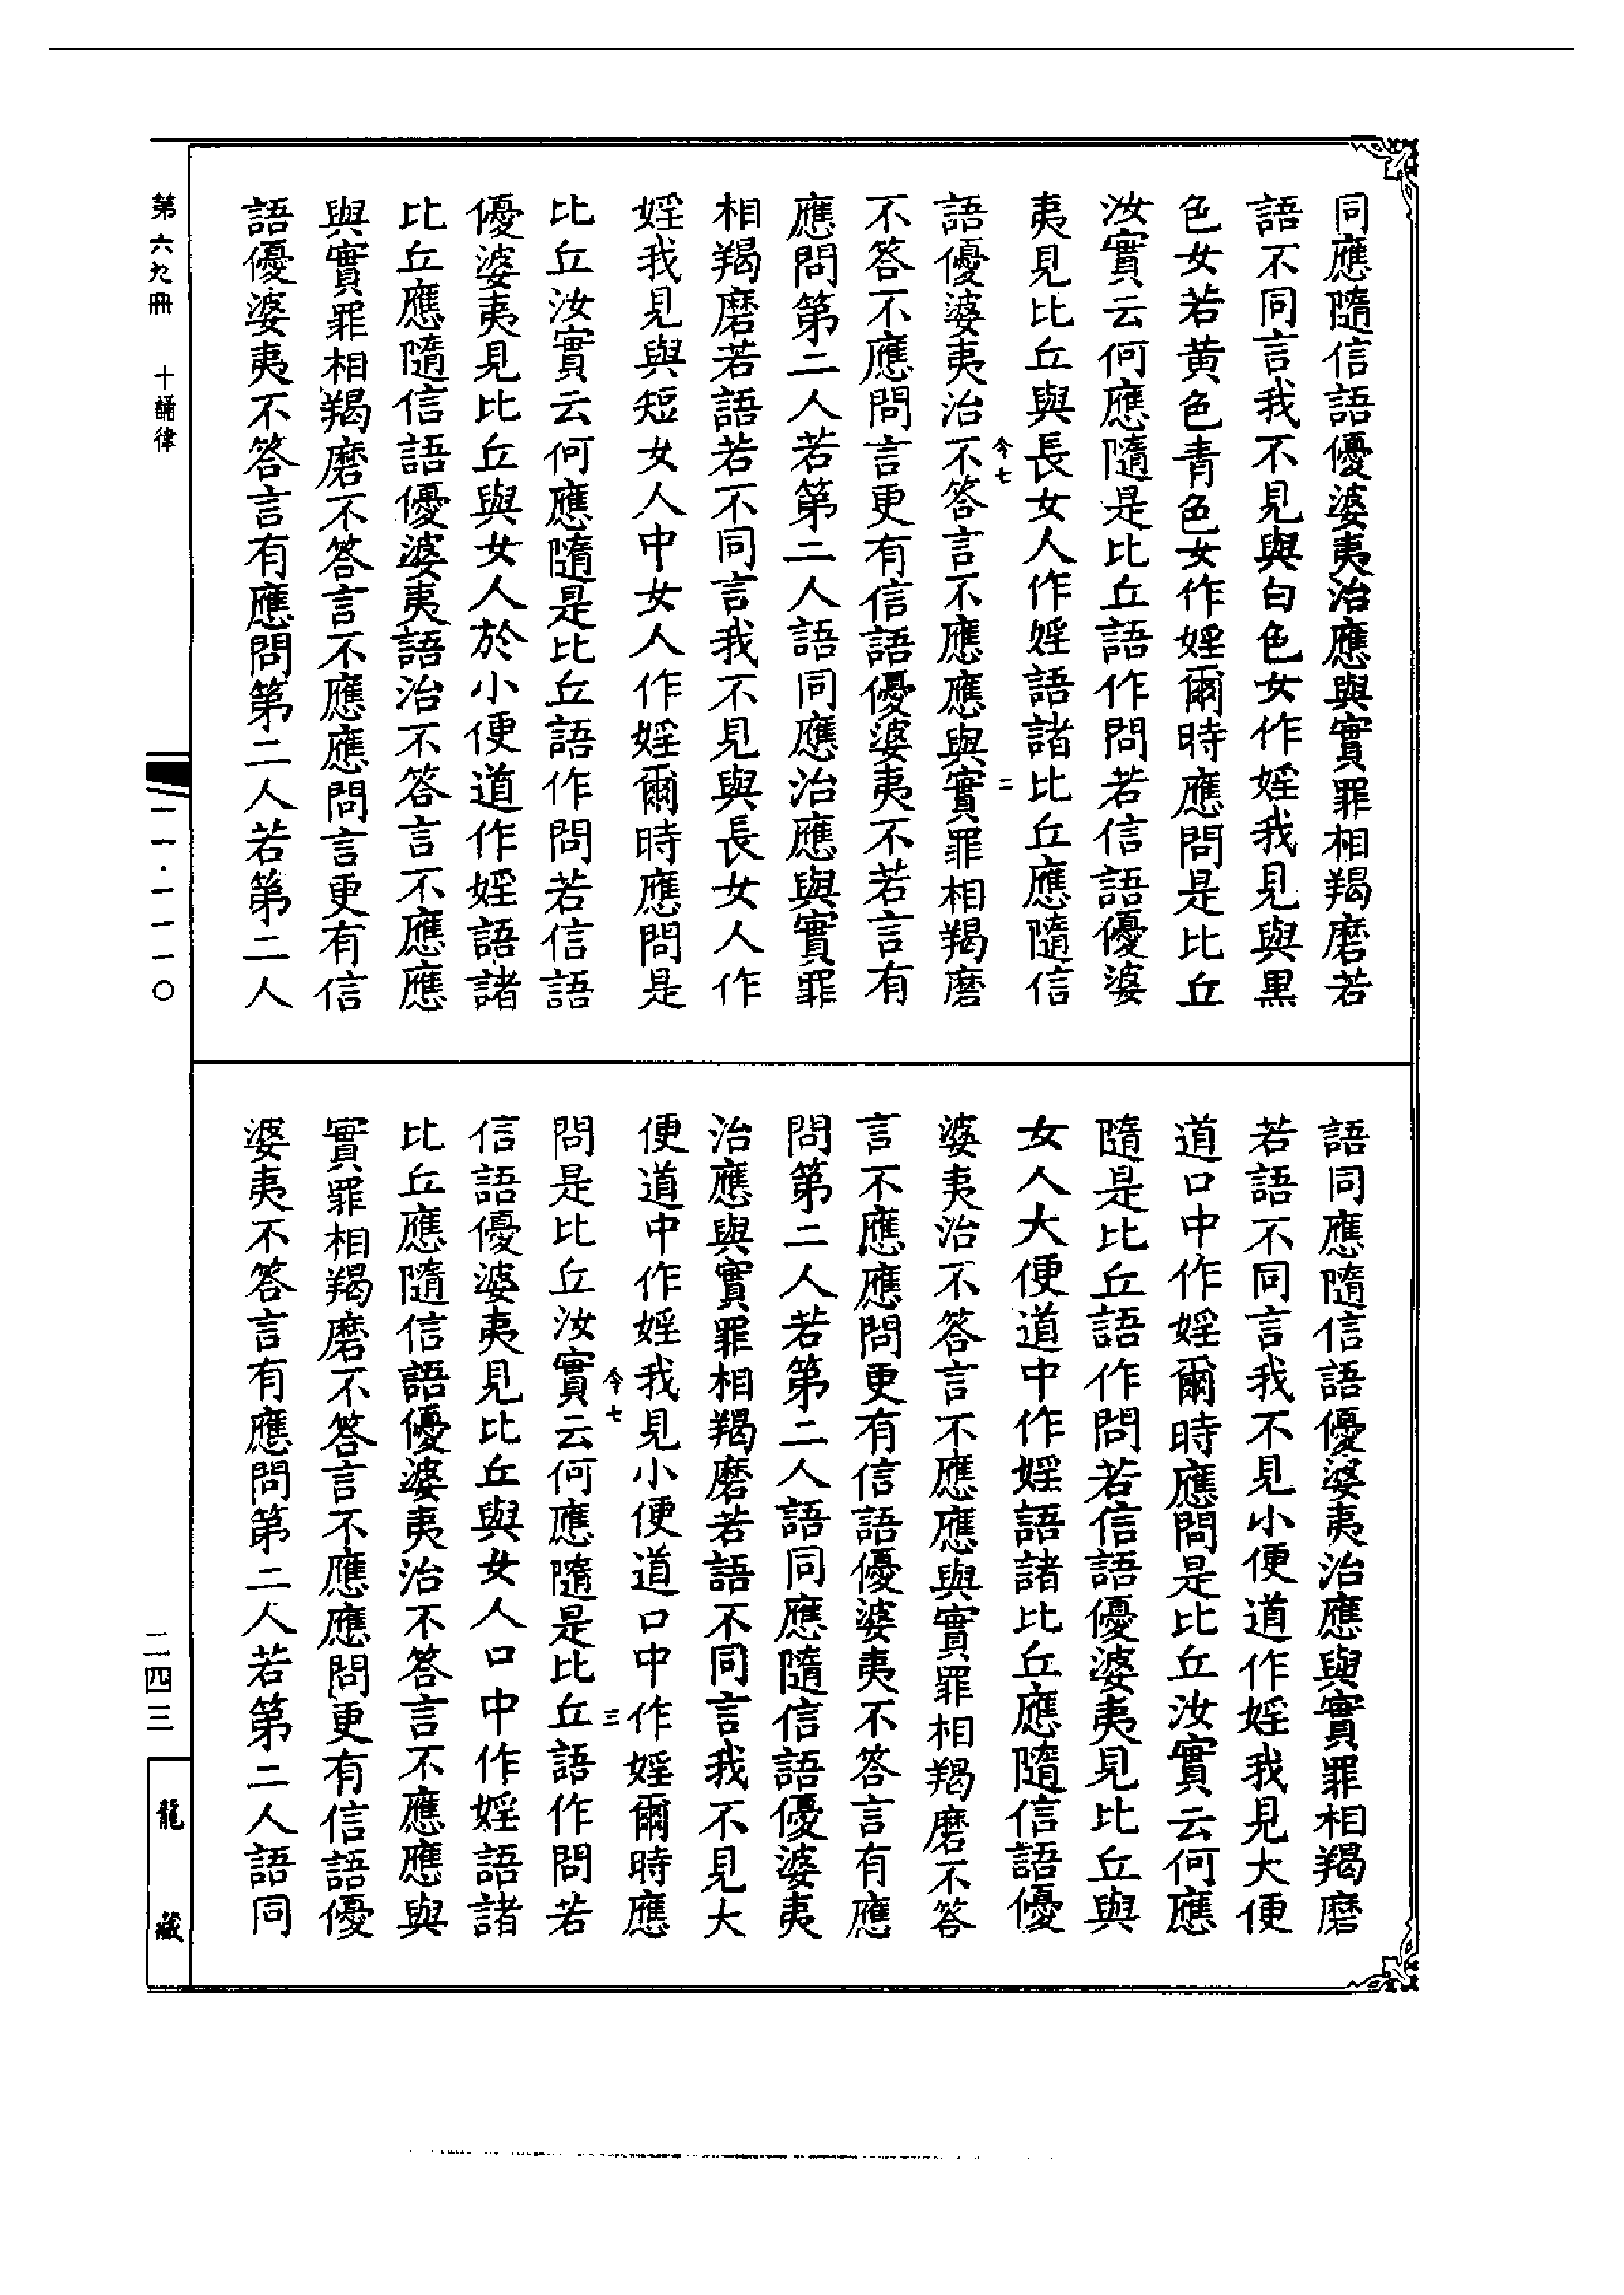 同應隨信語優婆夷治應與實罪相羯磨若
語不同言我不見與白色女作婬我見與黑
色女若黃色青色女作婬爾時應問是比丘
汝實云何應隨是比丘語作問若信語優婆
夷見比丘與長女人作婬語諸比丘應隨信
令七
二
語優婆夷治不答言不應應與實罪相羯磨
不答不應問言更有信語優婆夷不若言有
應問第二人若第二人語同應治應與實罪
相羯磨若語若不同言我不見與長女人作
婬我見與短女人中女人作婬爾時應問是
比丘汝實云何應隨是比丘語作問若信語
優婆夷見比丘與女人於小便道作婬語諸
比丘應隨信語優婆夷語治不答言不應應
與實罪相羯磨不答言不應應問言更有信
語優婆夷不答言有應問第二人若第二人
語同應隨信語優婆夷治應與實罪相羯磨
若語不同言我不見小便道作婬我見大便
道口中作婬爾時應問是比丘汝實云何應
隨是比丘語作問若信語優婆夷見比丘與
女人大便道中作婬語諸比丘應隨信語優
婆夷治不答言不應應與實罪相羯磨不答
言不應應問更有信語優婆夷不答言有應
問第二人若第二人語同應隨信語優婆夷
治應與實罪相羯磨若語不同言我不見大
便道中作婬我見小便道口中作婬爾時應
令七
三
問是比丘汝實云何應隨是比丘語作問若
信語優婆夷見比丘與女人口中作婬語諸
比丘應隨信語優婆夷治不答言不應應與
實罪相羯磨不答言不應應問更有信語優
婆夷不答言有應問第二人若第二人語同
第六九冊 十誦律
一一·一一一〇
二四三
龍藏